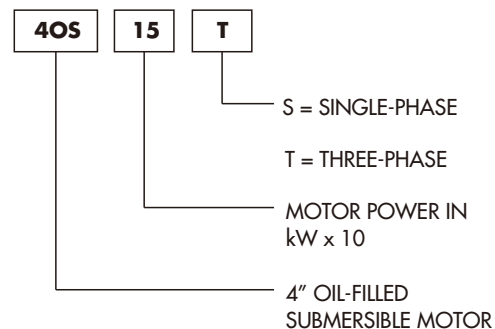 4OS 15 T
S = SINGLE-PHASE
T = THREE-PHASE
MOTOR POWER IN
kW x 10
4” OIL-FILLED
SUBMERSIBLE MOTOR